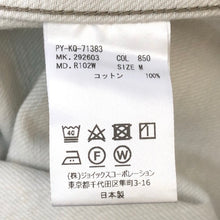 PY-KQ-71383
MK. 292603 COL 850
MD. R102W SIZE M
コットン 100%
(株)ジョイックスコーポレーション
東京都千代田区隼町3-16
日本製